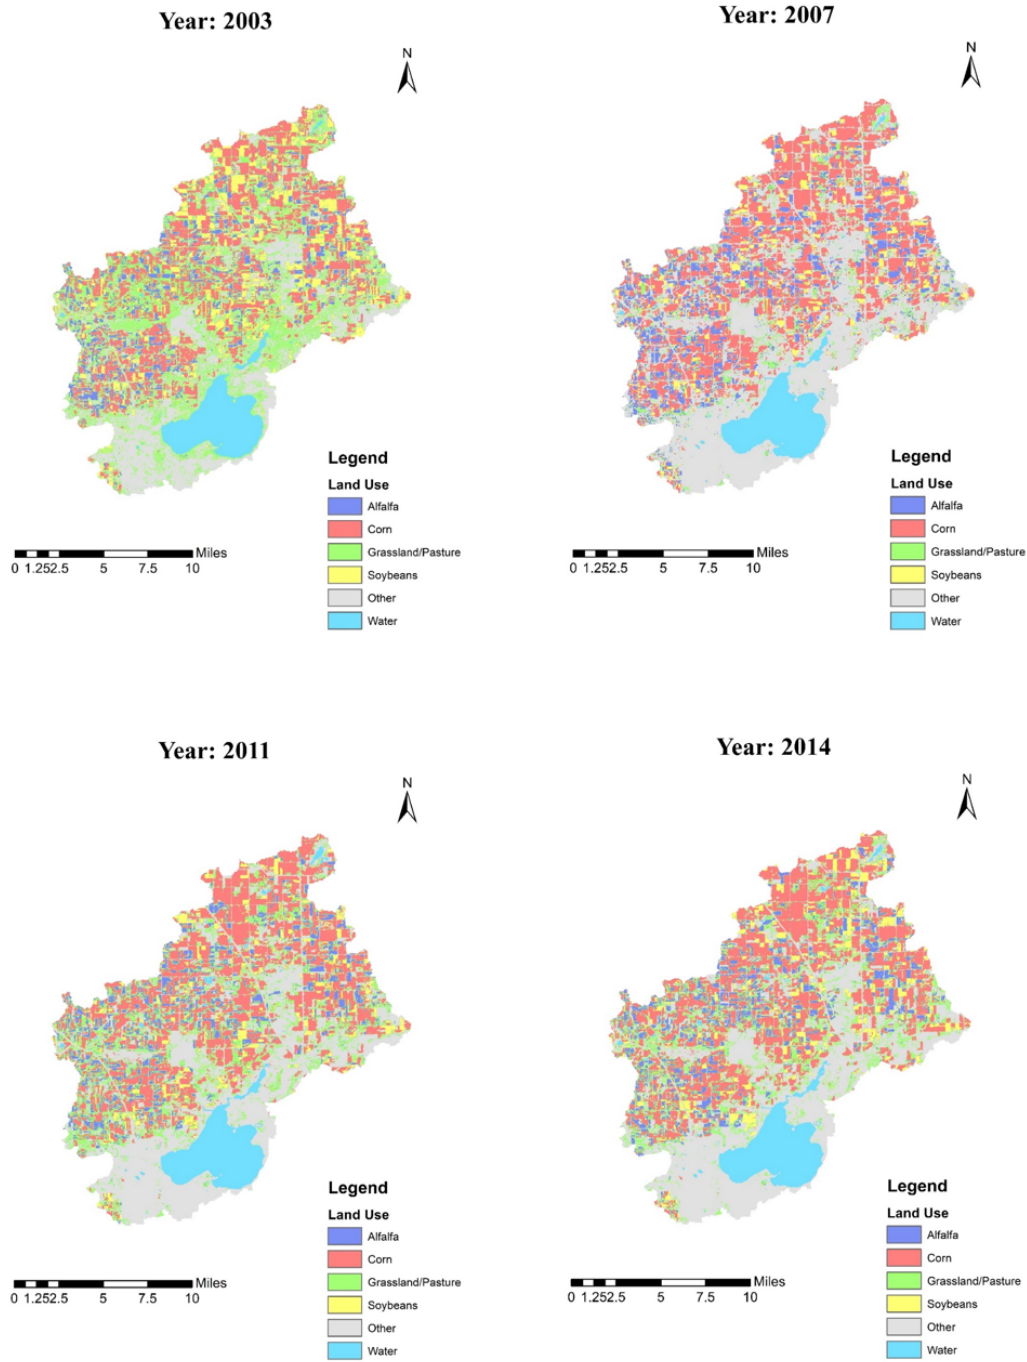 Year: 2003
N
Legend
Land Use
Alfalfa
Corn
Grassland/Pasture
Soybeans
Other
Water
Miles
0 1.252.5 5 7.5 10
Year: 2007
N
Legend
Land Use
Alfalfa
Corn
Grassland/Pasture
Soybeans
Other
Water
Miles
0 1.252.5 5 7.5 10
Year: 2011
N
Legend
Land Use
Alfalfa
Corn
Grassland/Pasture
Soybeans
Other
Water
Miles
0 1.252.5 5 7.5 10
Year: 2014
N
Legend
Land Use
Alfalfa
Corn
Grassland/Pasture
Soybeans
Other
Water
Miles
0 1.252.5 5 7.5 10